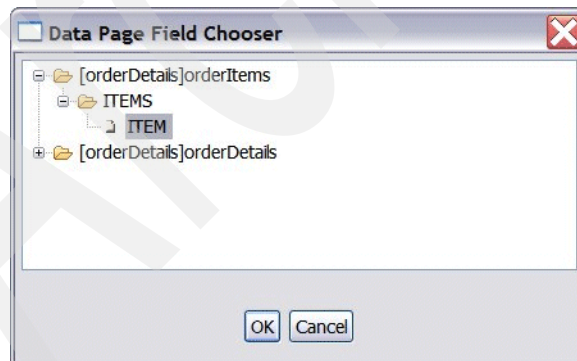 Data Page Field Chooser
[orderDetails]orderItems
ITEMS
ITEM
[orderDetails]orderDetails
OK Cancel